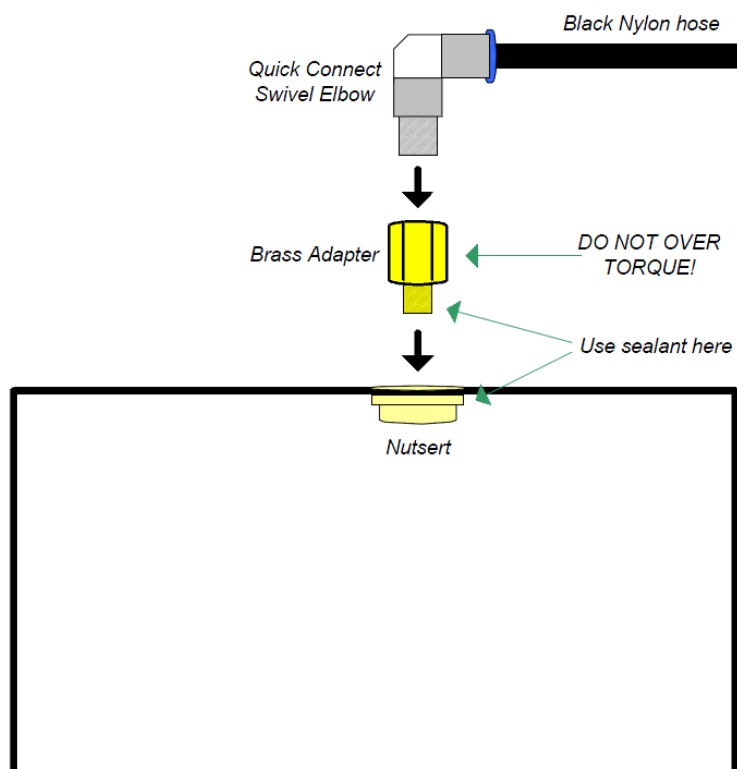 Black Nylon hose
Quick Connect
Swivel Elbow
Brass Adapter
DO NOT OVER
TORQUE!
Use sealant here
Nutsert